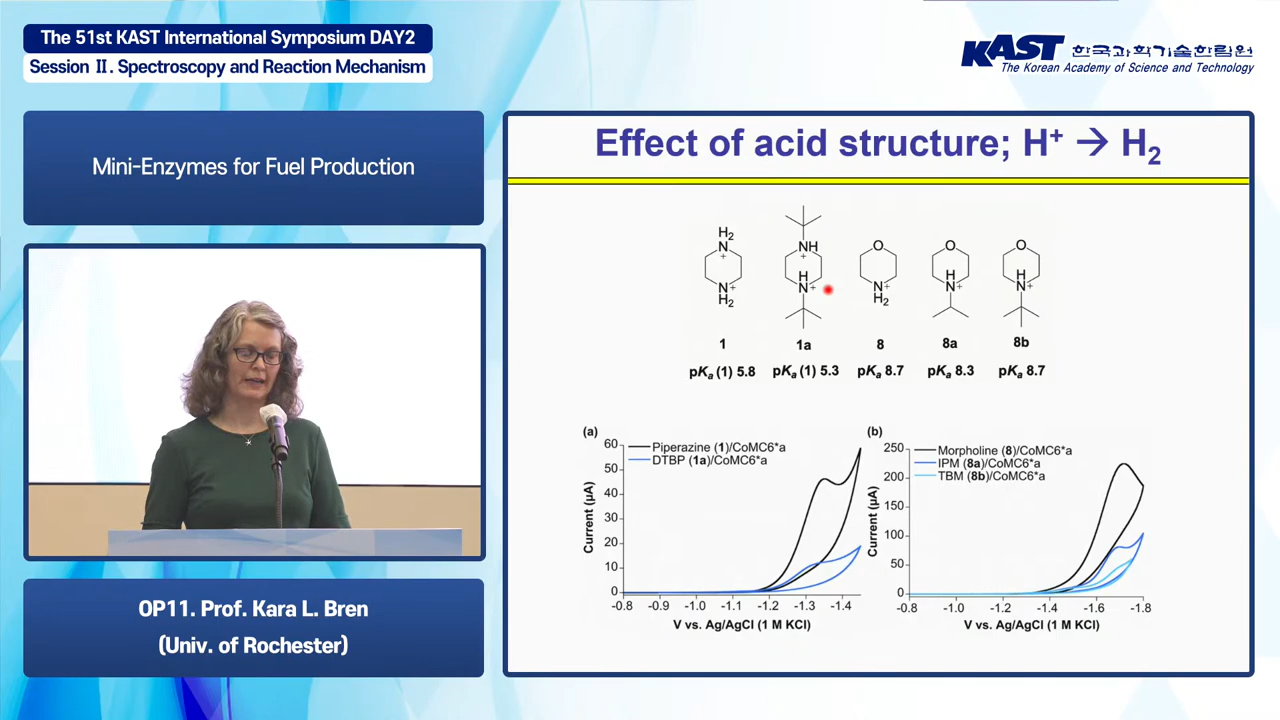 The 51st KAST International Symposium DAY2
Session Ⅱ. Spectroscopy and Reaction Mechanism
KAST 한국과학기술한림원
The Korean Academy of Science and Technology
Mini-Enzymes for Fuel Production
OP11. Prof. Kara L. Bren
(Univ. of Rochester)
Effect of acid structure; H⁺ → H₂
H₂ N + + N H₂
NH + H N +
O + N H₂
O H N +
O H N +
1 1a 8 8a 8b
pKₐ (1) 5.8 pKₐ (1) 5.3 pKₐ 8.7 pKₐ 8.3 pKₐ 8.7
(a)
Piperazine (1)/CoMC6*a
DTBP (1a)/CoMC6*a
Current (µA)
60
50
40
30
20
10
0
-0.8 -0.9 -1.0 -1.1 -1.2 -1.3 -1.4
V vs. Ag/AgCl (1 M KCl)
(b)
Morpholine (8)/CoMC6*a
IPM (8a)/CoMC6*a
TBM (8b)/CoMC6*a
Current (µA)
250
200
150
100
50
0
-0.8 -1.0 -1.2 -1.4 -1.6 -1.8
V vs. Ag/AgCl (1 M KCl)